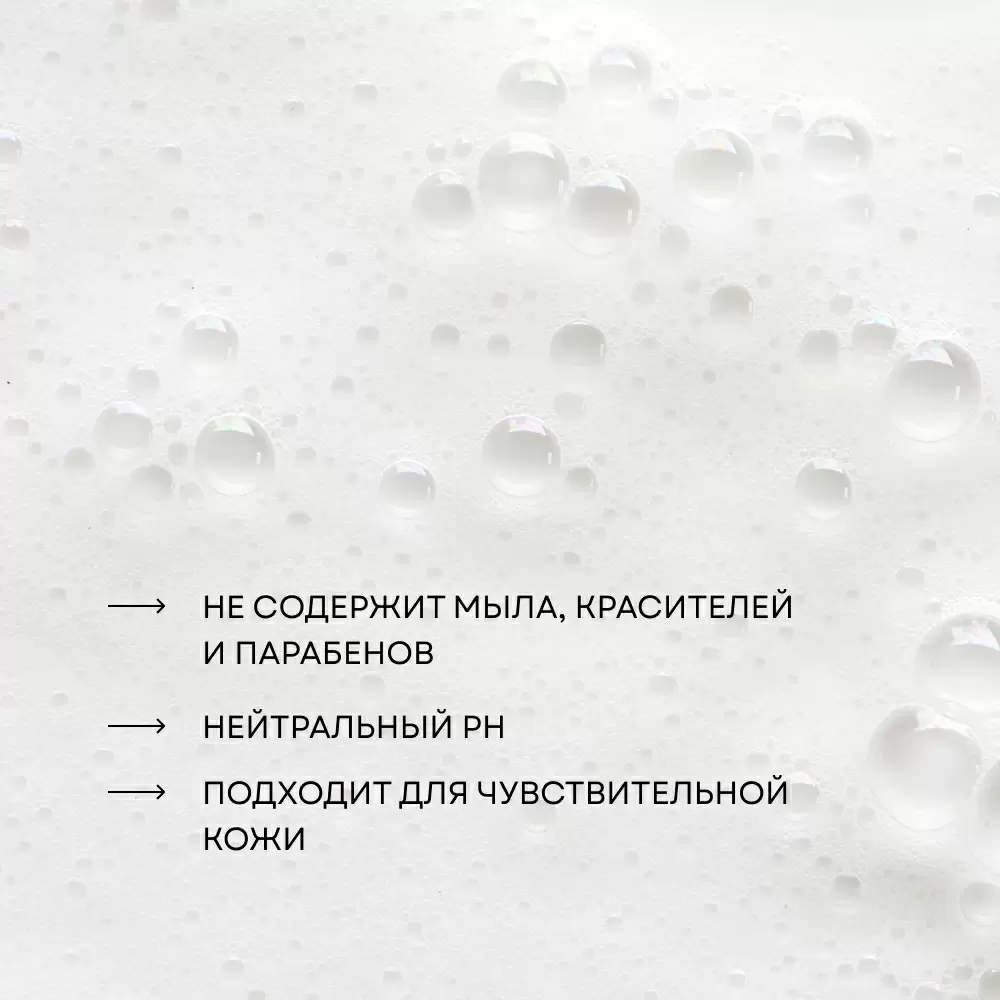 НЕ СОДЕРЖИТ МЫЛА, КРАСИТЕЛЕЙ
И ПАРАБЕНОВ
НЕЙТРАЛЬНЫЙ PH
ПОДХОДИТ ДЛЯ ЧУВСТВИТЕЛЬНОЙ
КОЖИ